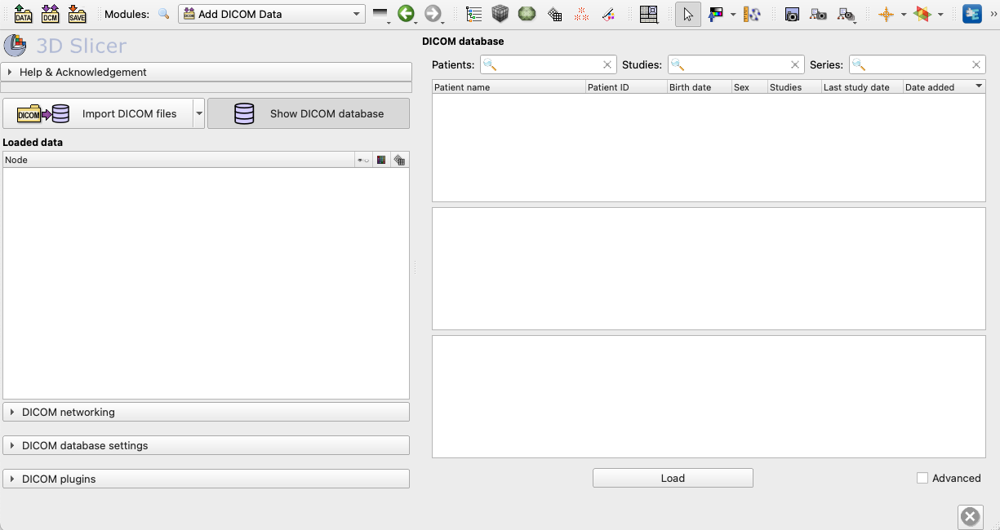 DATA DCM SAVE Modules: DCM Add DICOM Data
3D Slicer
Help & Acknowledgement
DICOM Import DICOM files Show DICOM database
Loaded data
Node
DICOM networking
DICOM database settings
DICOM plugins
DICOM database
Patients: Studies: Series:
Patient name Patient ID Birth date Sex Studies Last study date Date added
Load Advanced